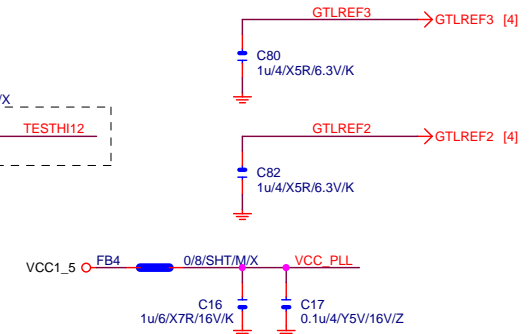 GTLREF3
GTLREF3 [4]
C80
1u/4/X5R/6.3V/K
/X
TESTHI12
GTLREF2
GTLREF2 [4]
C82
1u/4/X5R/6.3V/K
VCC1_5
FB4
0/8/SHT/M/X
VCC_PLL
C16
1u/6/X7R/16V/K
C17
0.1u/4/Y5V/16V/Z